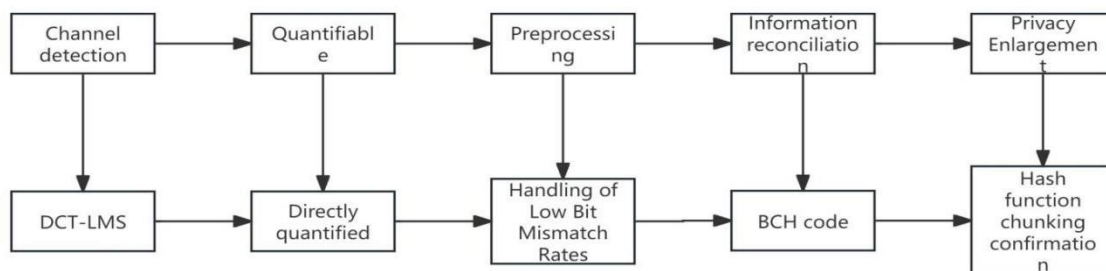 Channel
detection
Quantifiabl
e
Preprocessi
ng
Information
reconciliatio
n
Privacy
Enlargemen
t
DCT-LMS
Directly
quantified
Handling of
Low Bit
Mismatch
Rates
BCH code
Hash
function
chunking
confirmatio
n